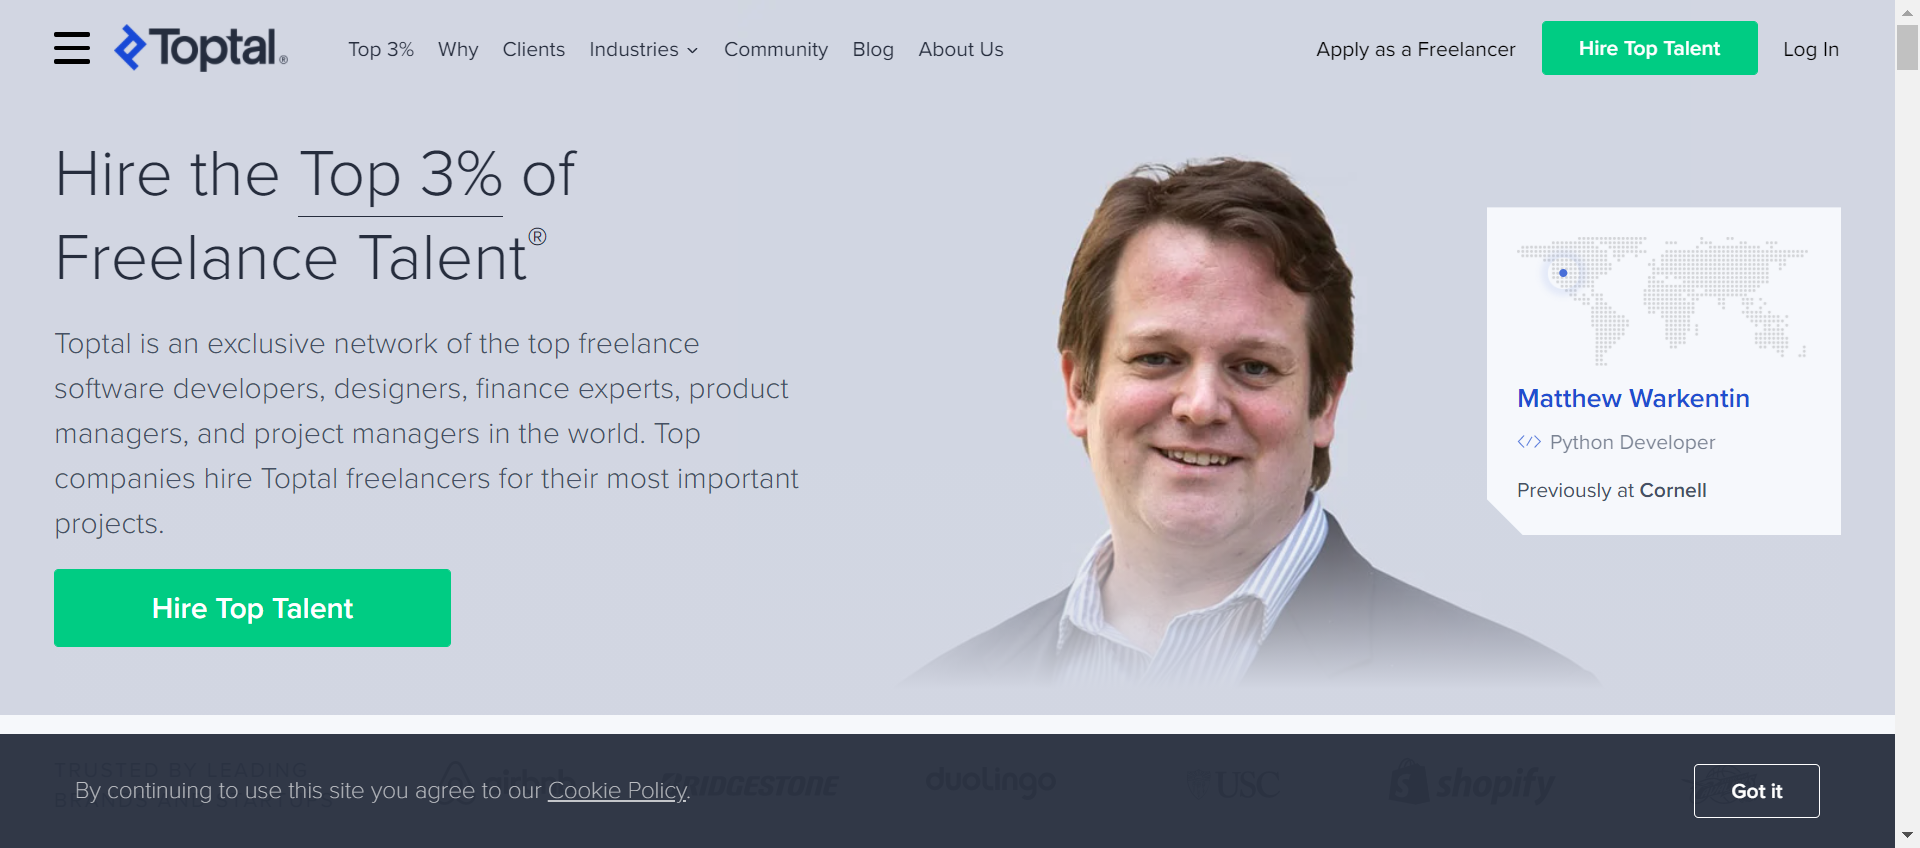 Toptal®
Top 3% Why Clients Industries Community Blog About Us
Apply as a Freelancer Hire Top Talent Log In
Hire the Top 3% of
Freelance Talent®
Toptal is an exclusive network of the top freelance
software developers, designers, finance experts, product
managers, and project managers in the world. Top
companies hire Toptal freelancers for their most important
projects.
Hire Top Talent
Matthew Warkentin
</> Python Developer
Previously at Cornell
TRUSTED BY LEADING
BRANDS AND STARTUPS
airbnb BRIDGESTONE duolingo USC shopify
By continuing to use this site you agree to our Cookie Policy.
Got it